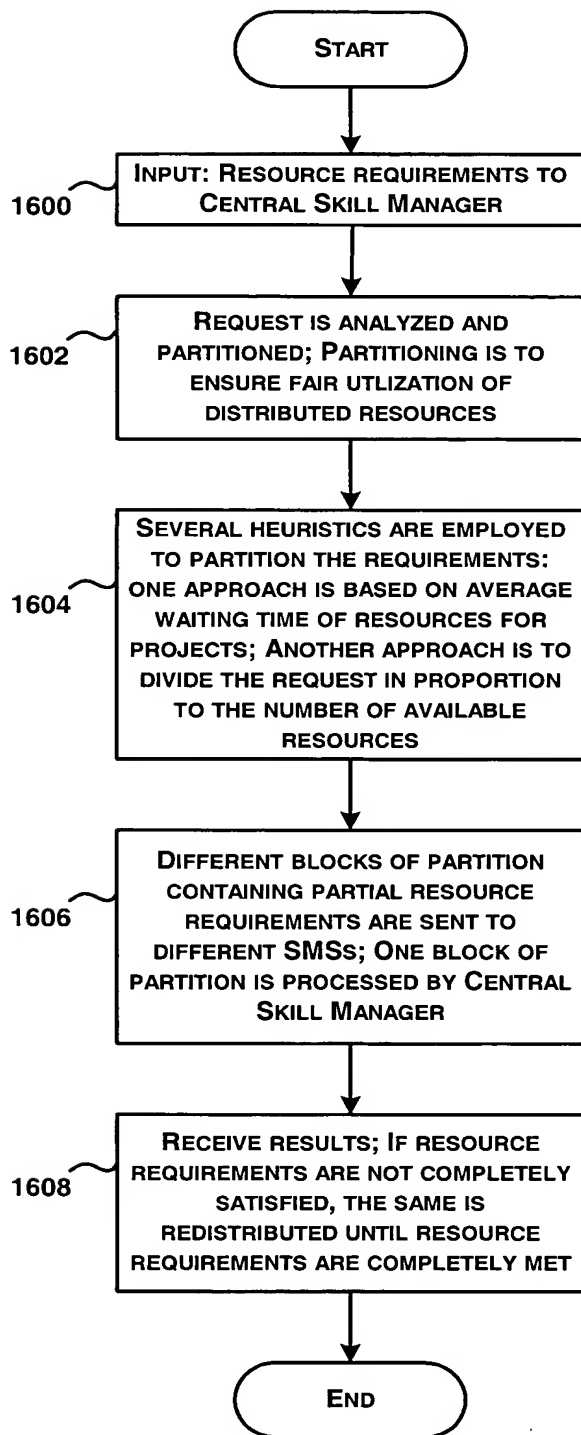 START
1600
INPUT: RESOURCE REQUIREMENTS TO
CENTRAL SKILL MANAGER
1602
REQUEST IS ANALYZED AND
PARTITIONED; PARTITIONING IS TO
ENSURE FAIR UTLIZATION OF
DISTRIBUTED RESOURCES
1604
SEVERAL HEURISTICS ARE EMPLOYED
TO PARTITION THE REQUIREMENTS:
ONE APPROACH IS BASED ON AVERAGE
WAITING TIME OF RESOURCES FOR
PROJECTS; ANOTHER APPROACH IS TO
DIVIDE THE REQUEST IN PROPORTION
TO THE NUMBER OF AVAILABLE
RESOURCES
1606
DIFFERENT BLOCKS OF PARTITION
CONTAINING PARTIAL RESOURCE
REQUIREMENTS ARE SENT TO
DIFFERENT SMSS; ONE BLOCK OF
PARTITION IS PROCESSED BY CENTRAL
SKILL MANAGER
1608
RECEIVE RESULTS; IF RESOURCE
REQUIREMENTS ARE NOT COMPLETELY
SATISFIED, THE SAME IS
REDISTRIBUTED UNTIL RESOURCE
REQUIREMENTS ARE COMPLETELY MET
END